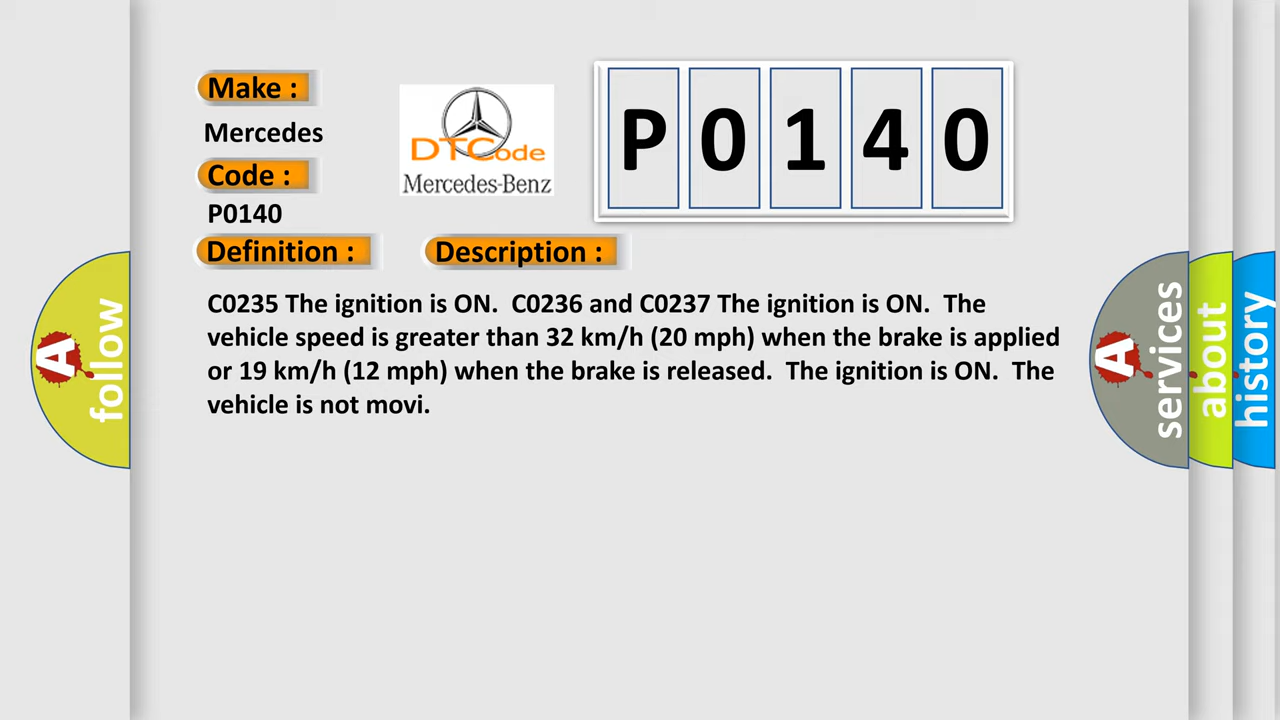 Make :
Mercedes
Code :
P0140
Definition :
Description :
DTCode
Mercedes-Benz
P 0 1 4 0
C0235 The ignition is ON.  C0236 and C0237 The ignition is ON.  The
vehicle speed is greater than 32 km/h (20 mph) when the brake is applied
or 19 km/h (12 mph) when the brake is released.  The ignition is ON.  The
vehicle is not movi.
A
follow
A
services
about
history